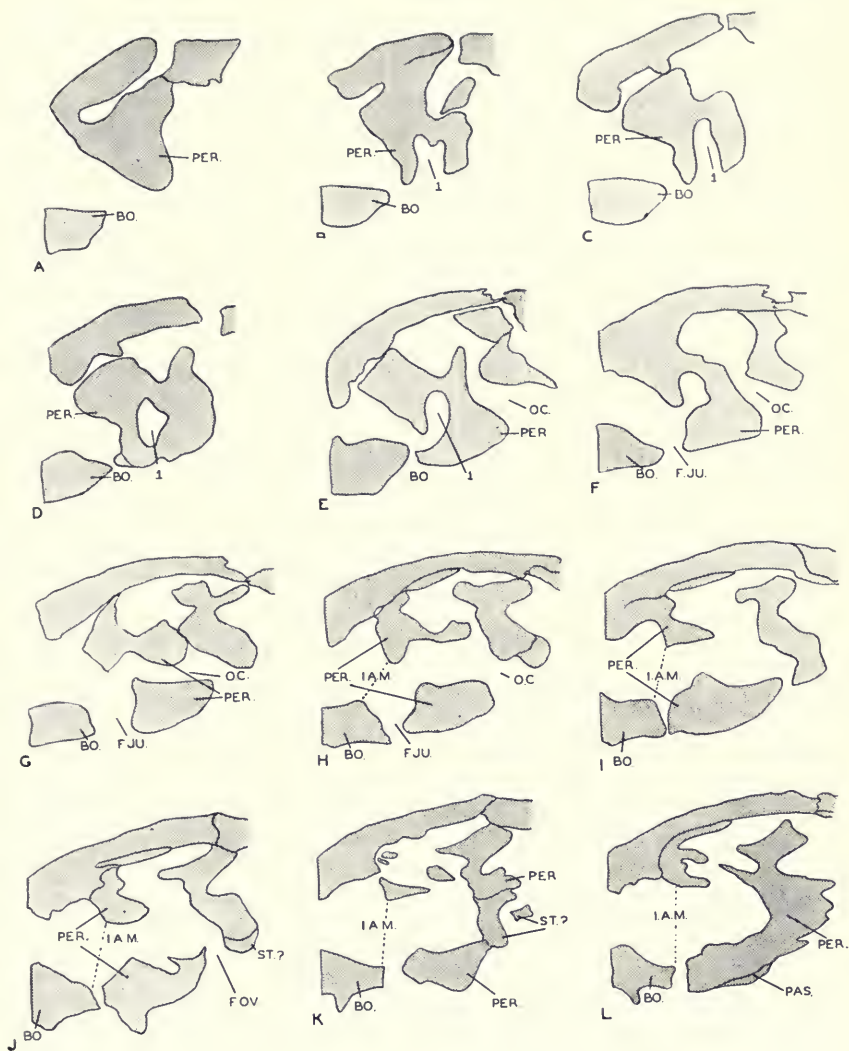 PER.
BO.
A
PER.
1
BO
PER
1
BO
C
PER.
1
BO.
D
OC.
PER
BO
1
E
OC.
PER.
BO.
F.JU.
F
O.C.
PER.
BO.
F.JU.
G
PER.
I.A.M.
O.C
BO.
F.JU.
H
PER.
I.A.M.
BO.
I
PER.
I.A.M.
ST.?
F.OV.
BO
J
PER
I.A.M.
ST.?
BO.
PER.
K
I.A.M.
PER.
BO.
PAS.
L